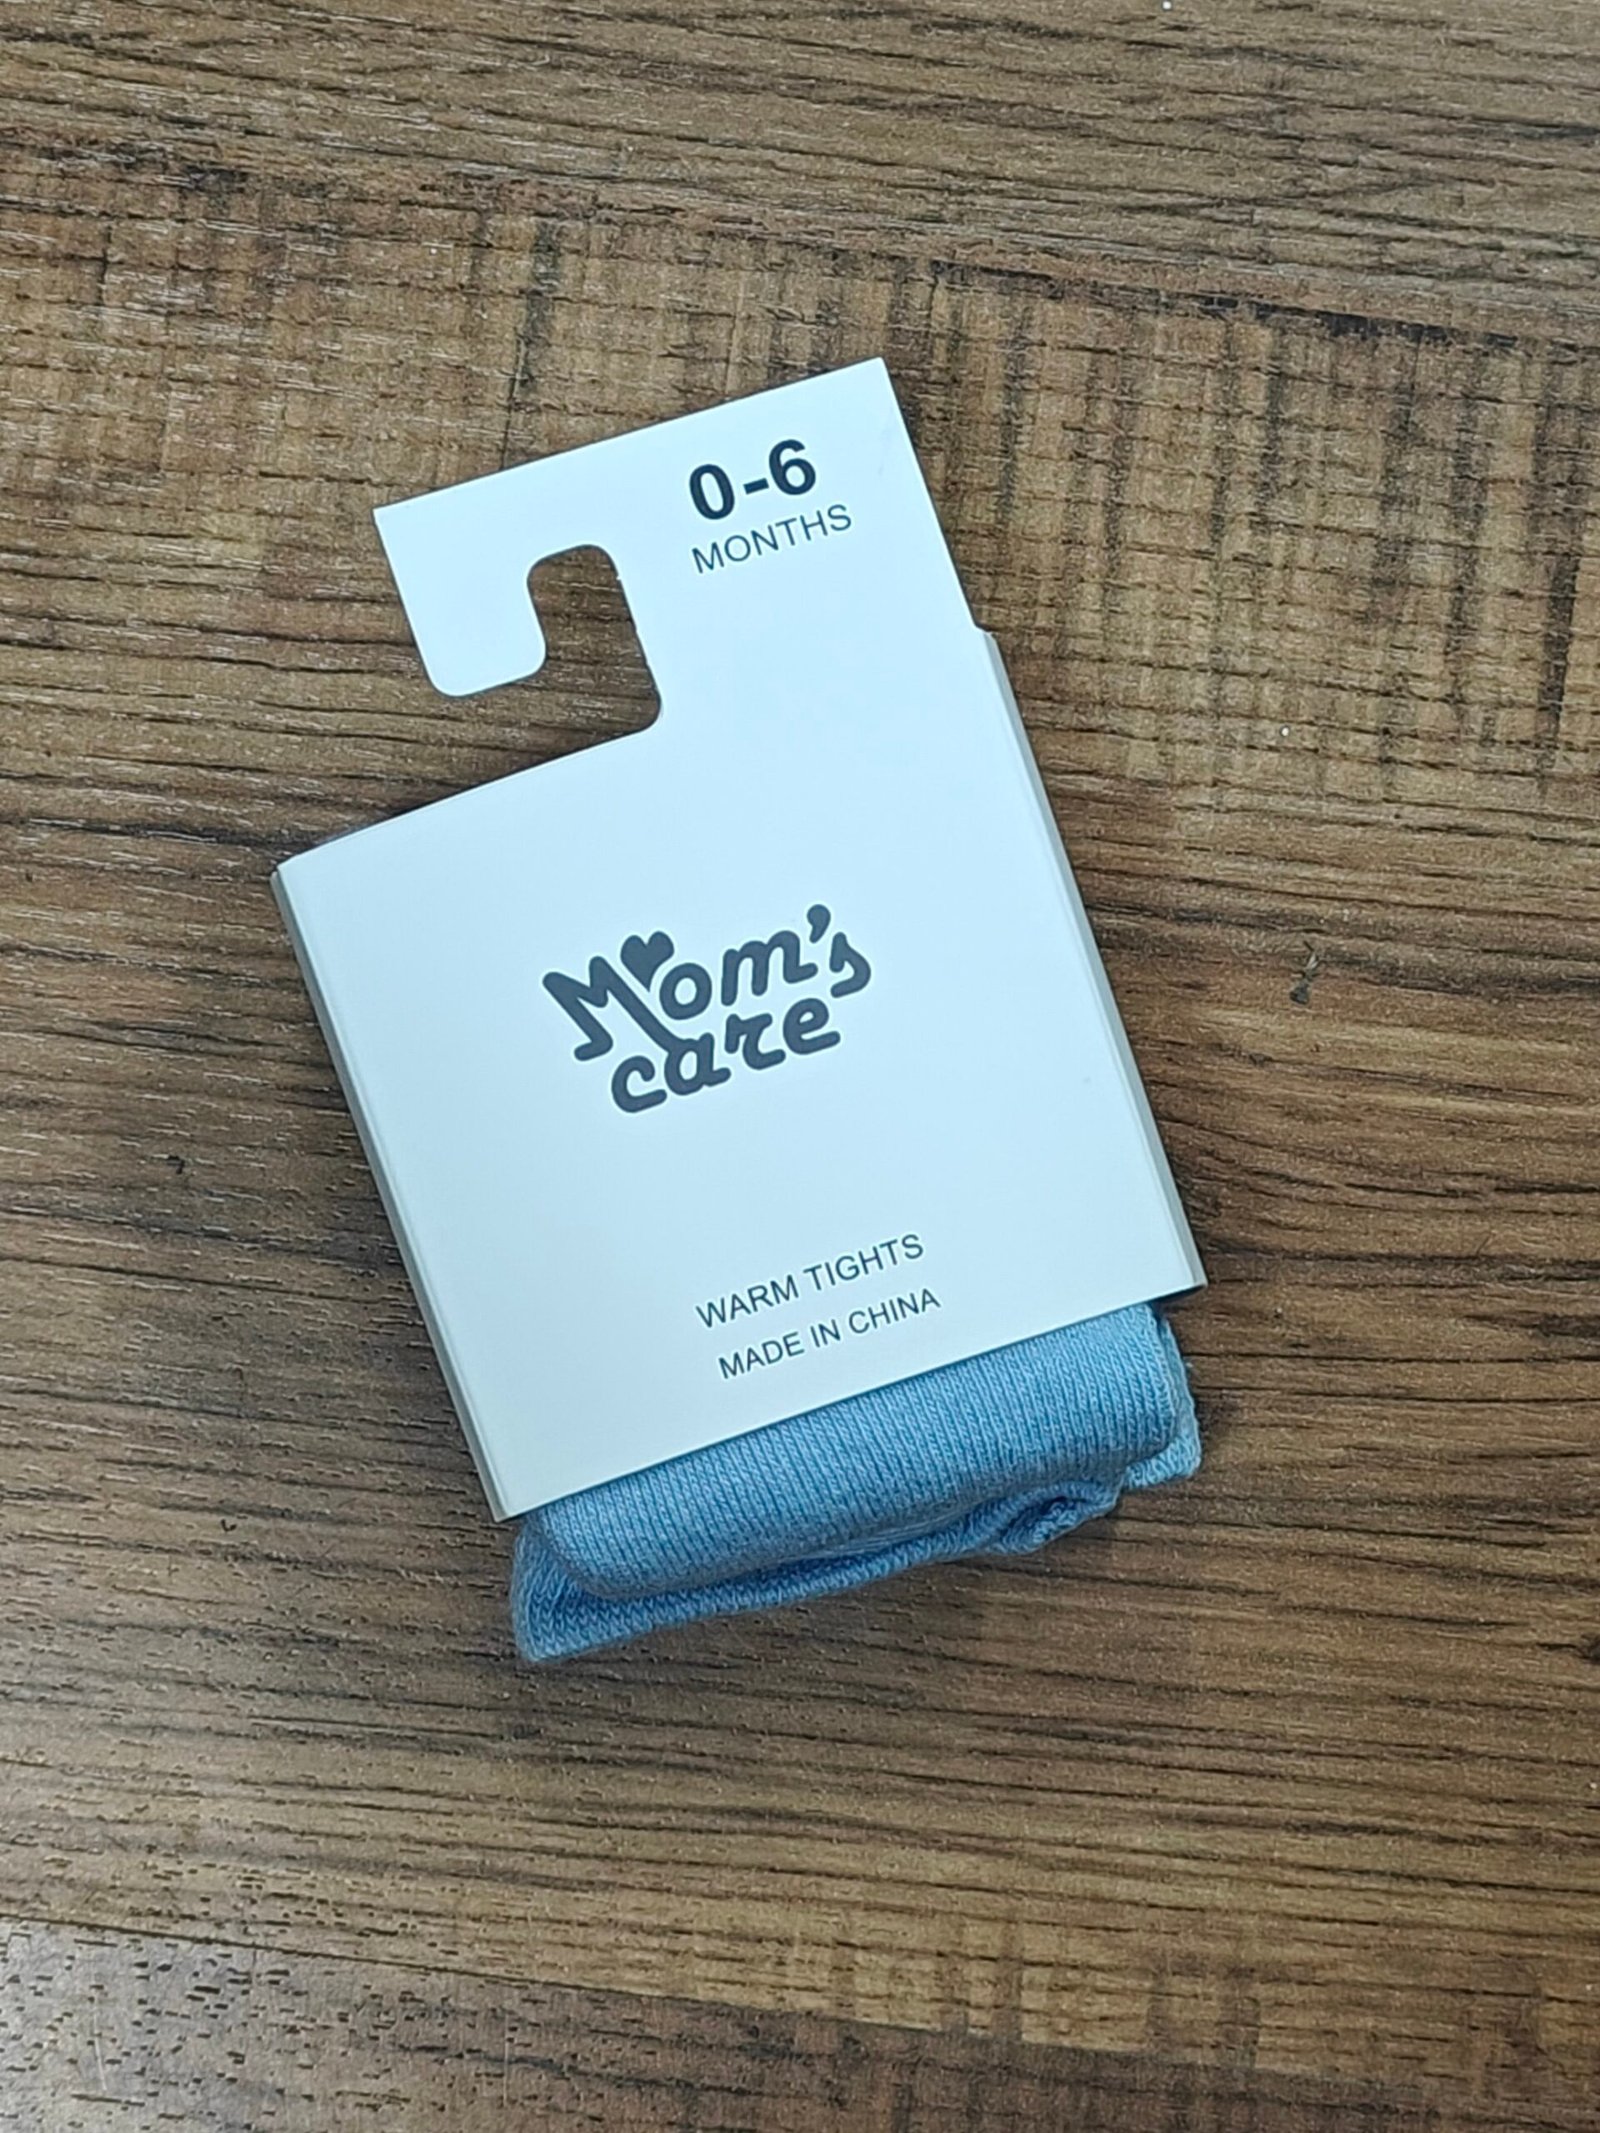 0-6
MONTHS
Mom's
care
WARM TIGHTS
MADE IN CHINA